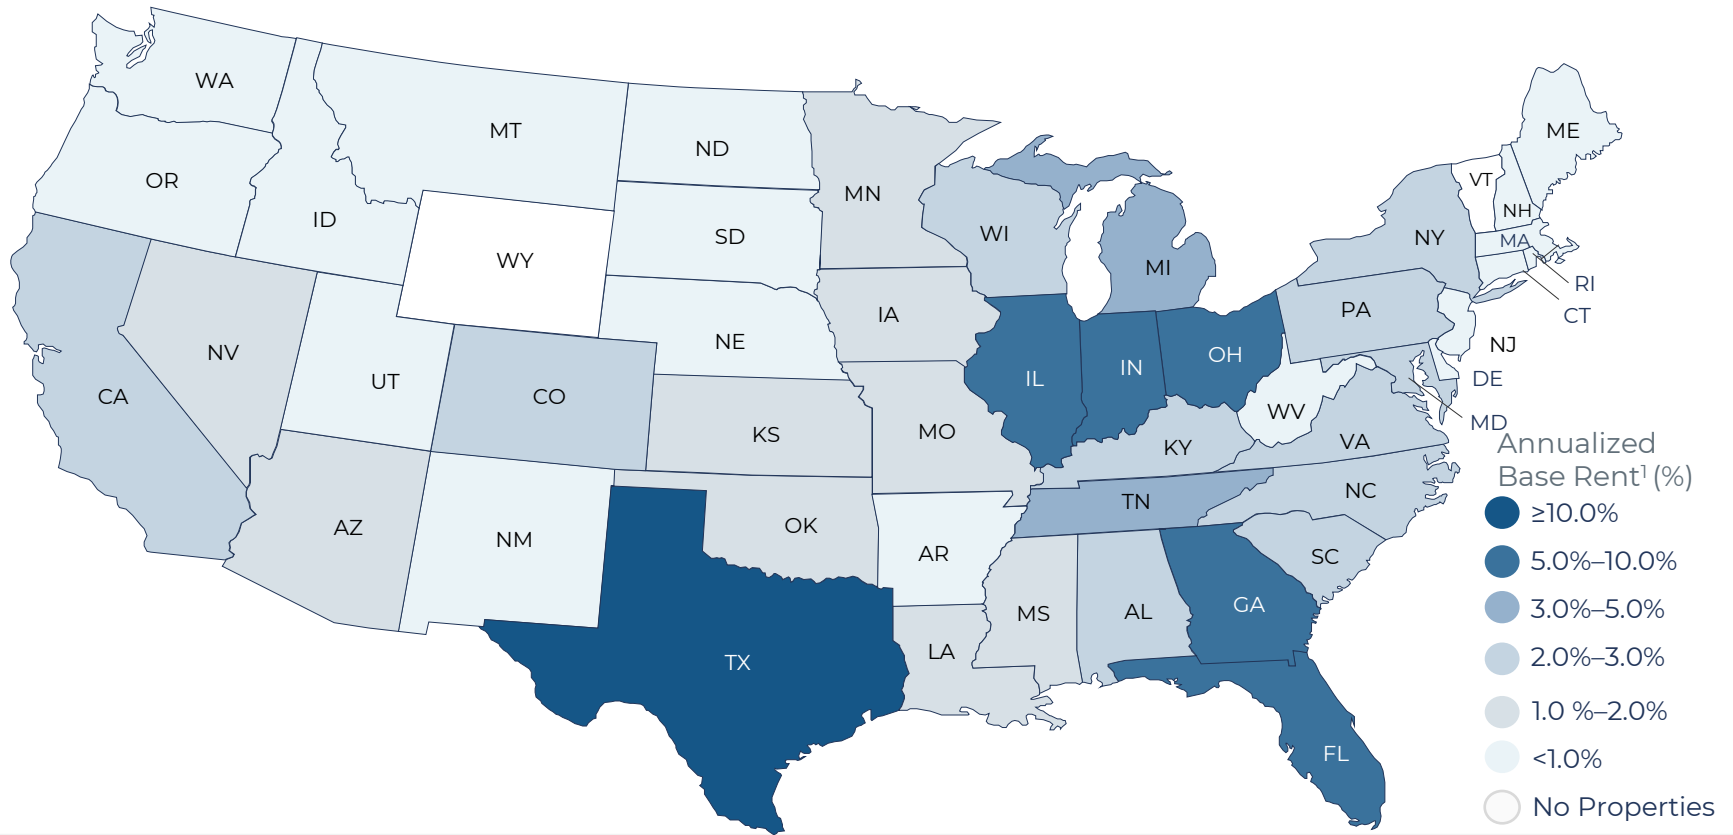 WA
MT
ND
MN
ME
OR
ID
SD
WI
VT
NH
NY
MA
WY
MI
RI
CT
NV
UT
NE
IA
PA
NJ
CA
CO
KS
MO
IL
IN
OH
DE
WV
MD
KY
VA
AZ
NM
OK
AR
TN
NC
TX
LA
MS
AL
GA
SC
FL
Annualized
Base Rent¹ (%)
≥10.0%
5.0%–10.0%
3.0%–5.0%
2.0%–3.0%
1.0 %–2.0%
<1.0%
No Properties